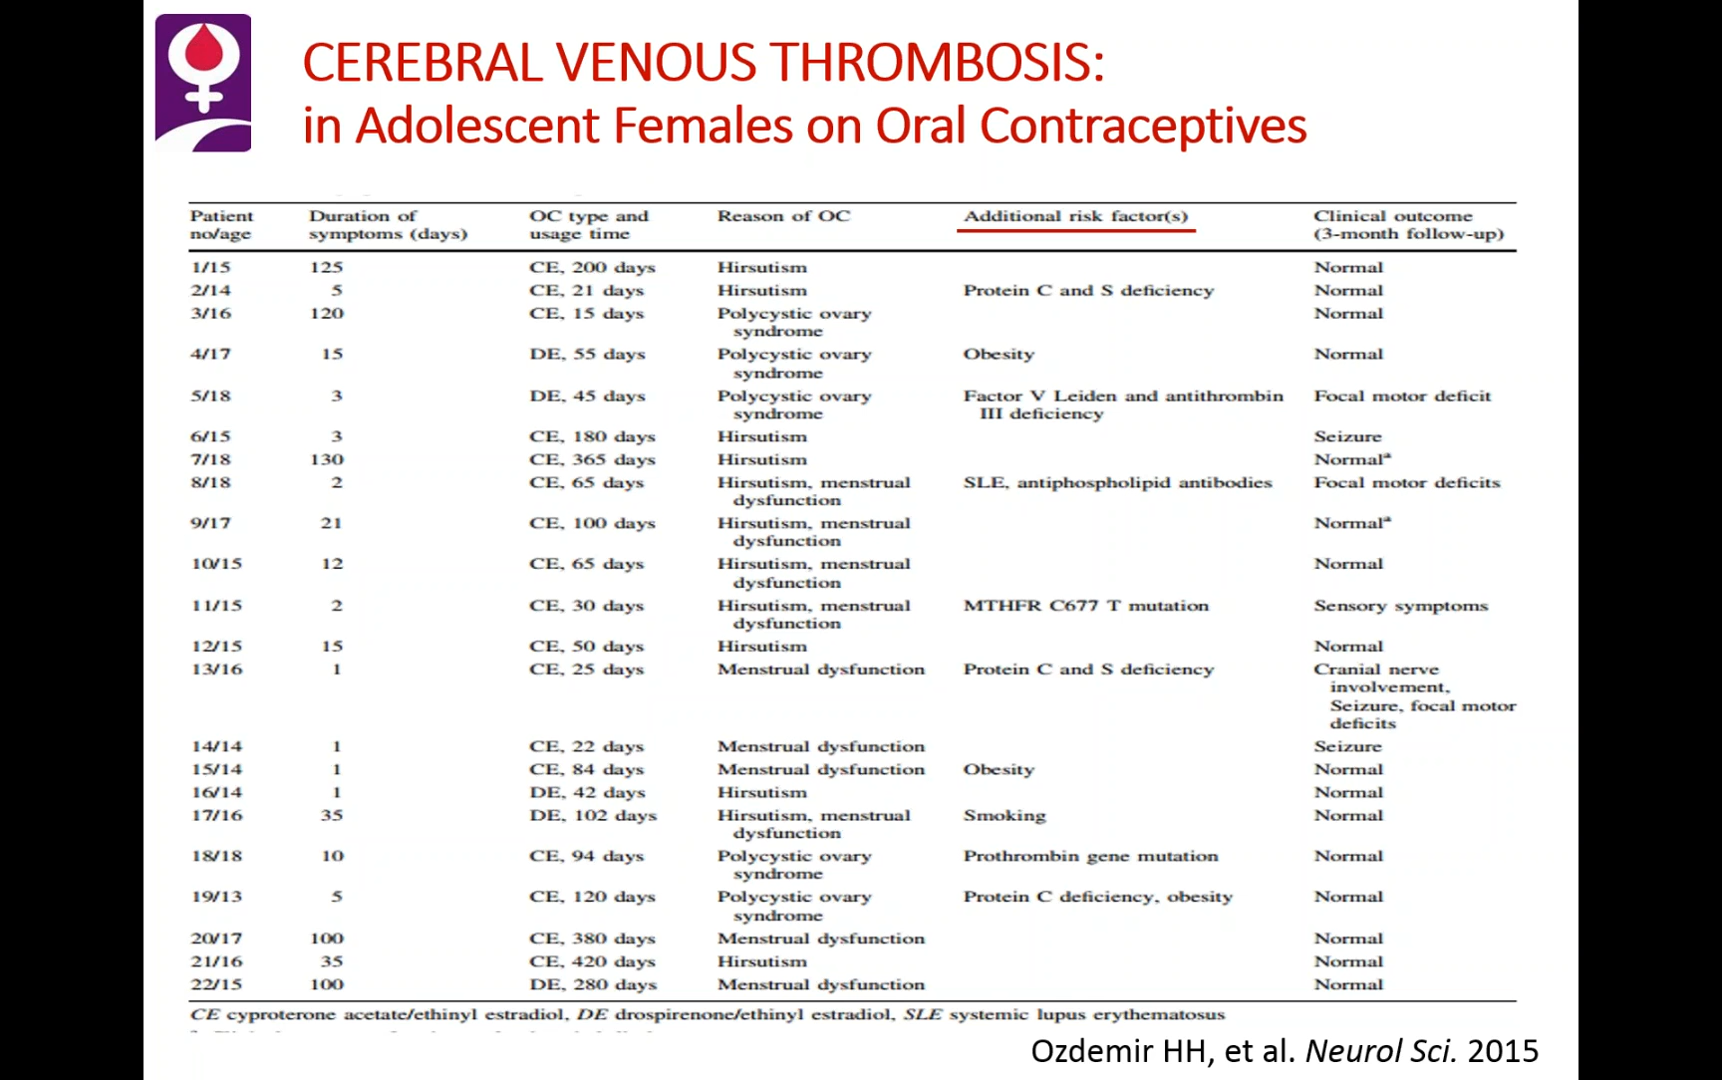 CEREBRAL VENOUS THROMBOSIS:
in Adolescent Females on Oral Contraceptives
Patient no/age Duration of symptoms (days) OC type and usage time Reason of OC Additional risk factor(s) Clinical outcome (3-month follow-up)
1/15 125 CE, 200 days Hirsutism Normal
2/14 5 CE, 21 days Hirsutism Protein C and S deficiency Normal
3/16 120 CE, 15 days Polycystic ovary Normal
syndrome
4/17 15 DE, 55 days Polycystic ovary Obesity Normal
syndrome
5/18 3 DE, 45 days Polycystic ovary Factor V Leiden and antithrombin Focal motor deficit
syndrome III deficiency
6/15 3 CE, 180 days Hirsutism Seizure
7/18 130 CE, 365 days Hirsutism Normalᵃ
8/18 2 CE, 65 days Hirsutism, menstrual SLE, antiphospholipid antibodies Focal motor deficits
dysfunction
9/17 21 CE, 100 days Hirsutism, menstrual Normalᵃ
dysfunction
10/15 12 CE, 65 days Hirsutism, menstrual Normal
dysfunction
11/15 2 CE, 30 days Hirsutism, menstrual MTHFR C677 T mutation Sensory symptoms
dysfunction
12/15 15 CE, 50 days Hirsutism Normal
13/16 1 CE, 25 days Menstrual dysfunction Protein C and S deficiency Cranial nerve
involvement,
Seizure, focal motor
deficits
14/14 1 CE, 22 days Menstrual dysfunction Seizure
15/14 1 CE, 84 days Menstrual dysfunction Obesity Normal
16/14 1 DE, 42 days Hirsutism Normal
17/16 35 DE, 102 days Hirsutism, menstrual Smoking Normal
dysfunction
18/18 10 CE, 94 days Polycystic ovary Prothrombin gene mutation Normal
syndrome
19/13 5 CE, 120 days Polycystic ovary Protein C deficiency, obesity Normal
syndrome
20/17 100 CE, 380 days Menstrual dysfunction Normal
21/16 35 CE, 420 days Hirsutism Normal
22/15 100 DE, 280 days Menstrual dysfunction Normal
CE cyproterone acetate/ethinyl estradiol, DE drospirenone/ethinyl estradiol, SLE systemic lupus erythematosus
Ozdemir HH, et al. Neurol Sci. 2015